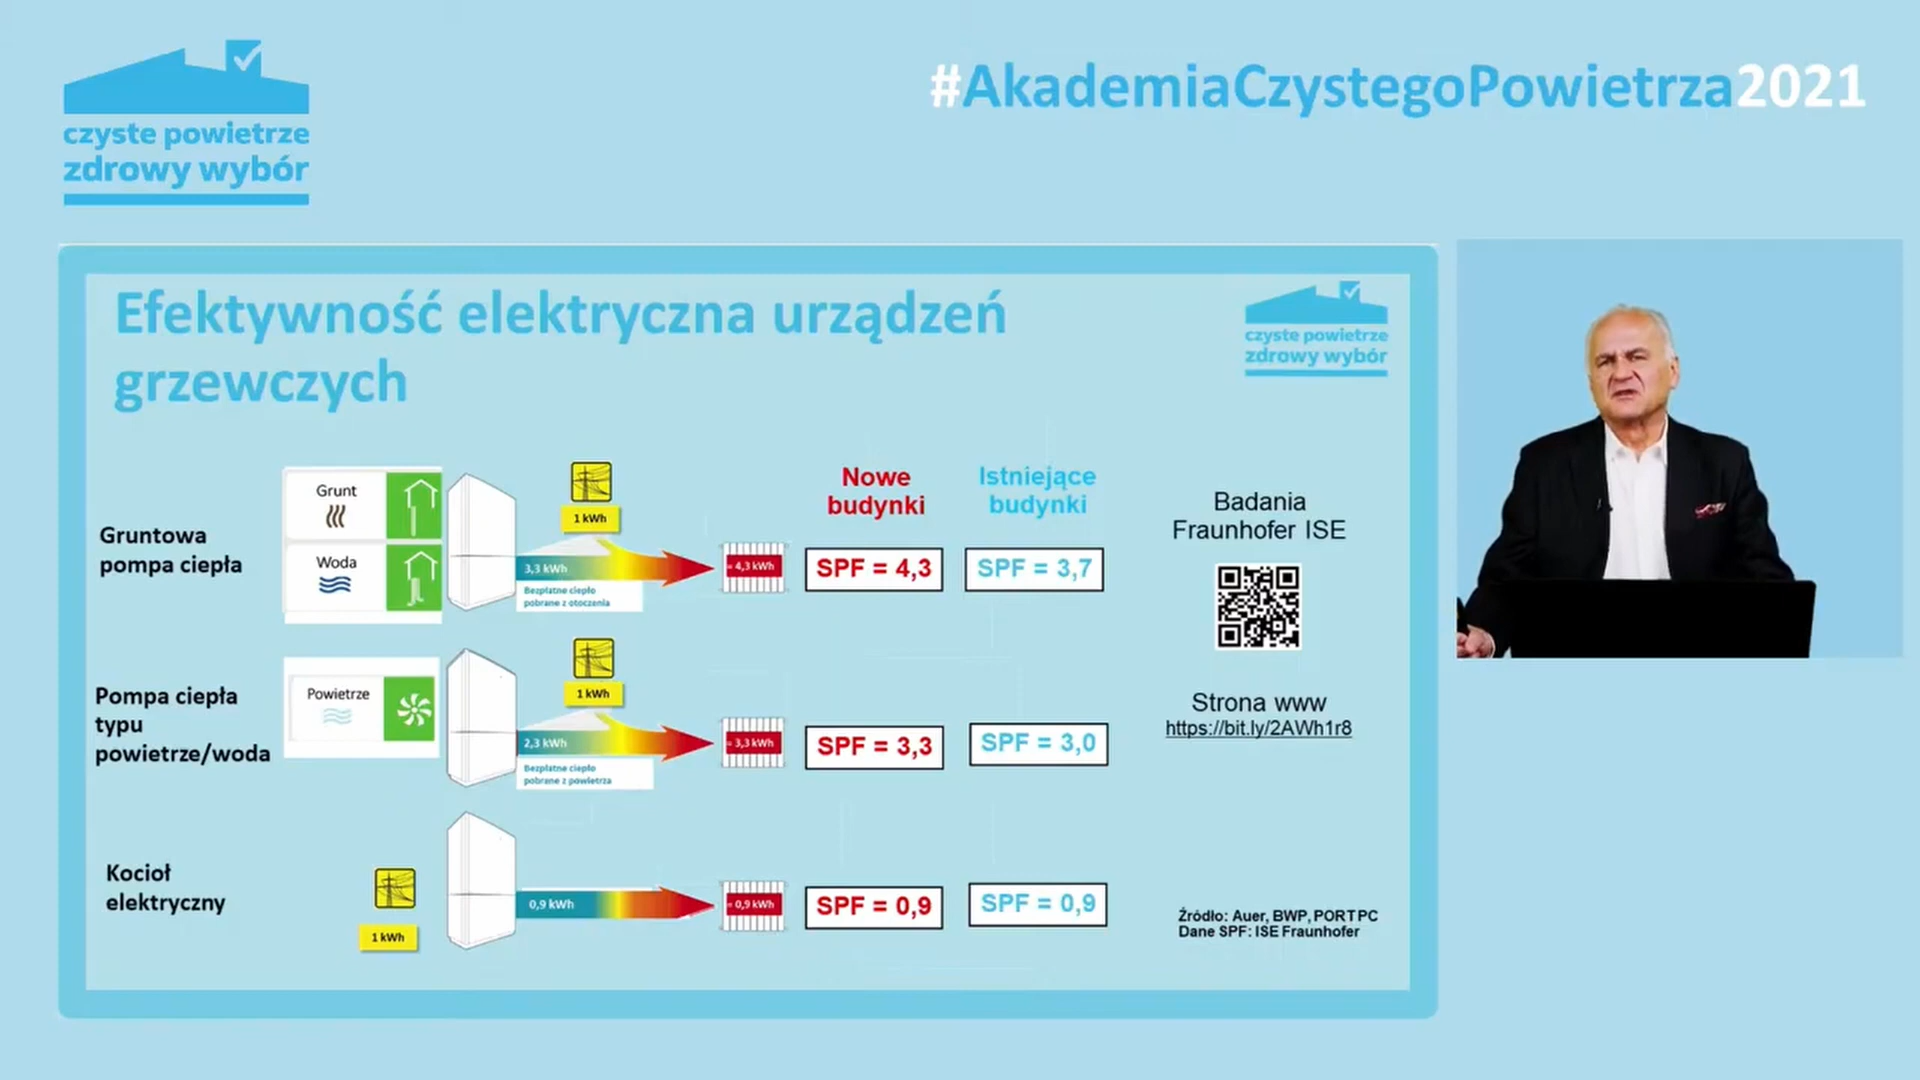 czyste powietrze
zdrowy wybór
#AkademiaCzystegoPowietrza2021
Efektywność elektryczna urządzeń
grzewczych
czyste powietrze
zdrowy wybór
Nowe
budynki
Istniejące
budynki
Gruntowa
pompa ciepła
Grunt
Woda
1 kWh
3,3 kWh
Bezpłatne ciepło
pobrane z otoczenia
= 4,3 kWh
SPF = 4,3
SPF = 3,7
Badania
Fraunhofer ISE
Pompa ciepła
typu
powietrze/woda
Powietrze
1 kWh
2,3 kWh
Bezpłatne ciepło
pobrane z powietrza
= 3,3 kWh
SPF = 3,3
SPF = 3,0
Strona www
https://bit.ly/2AWh1r8
Kocioł
elektryczny
1 kWh
0,9 kWh
= 0,9 kWh
SPF = 0,9
SPF = 0,9
Źródło: Auer, BWP, PORT PC
Dane SPF: ISE Fraunhofer